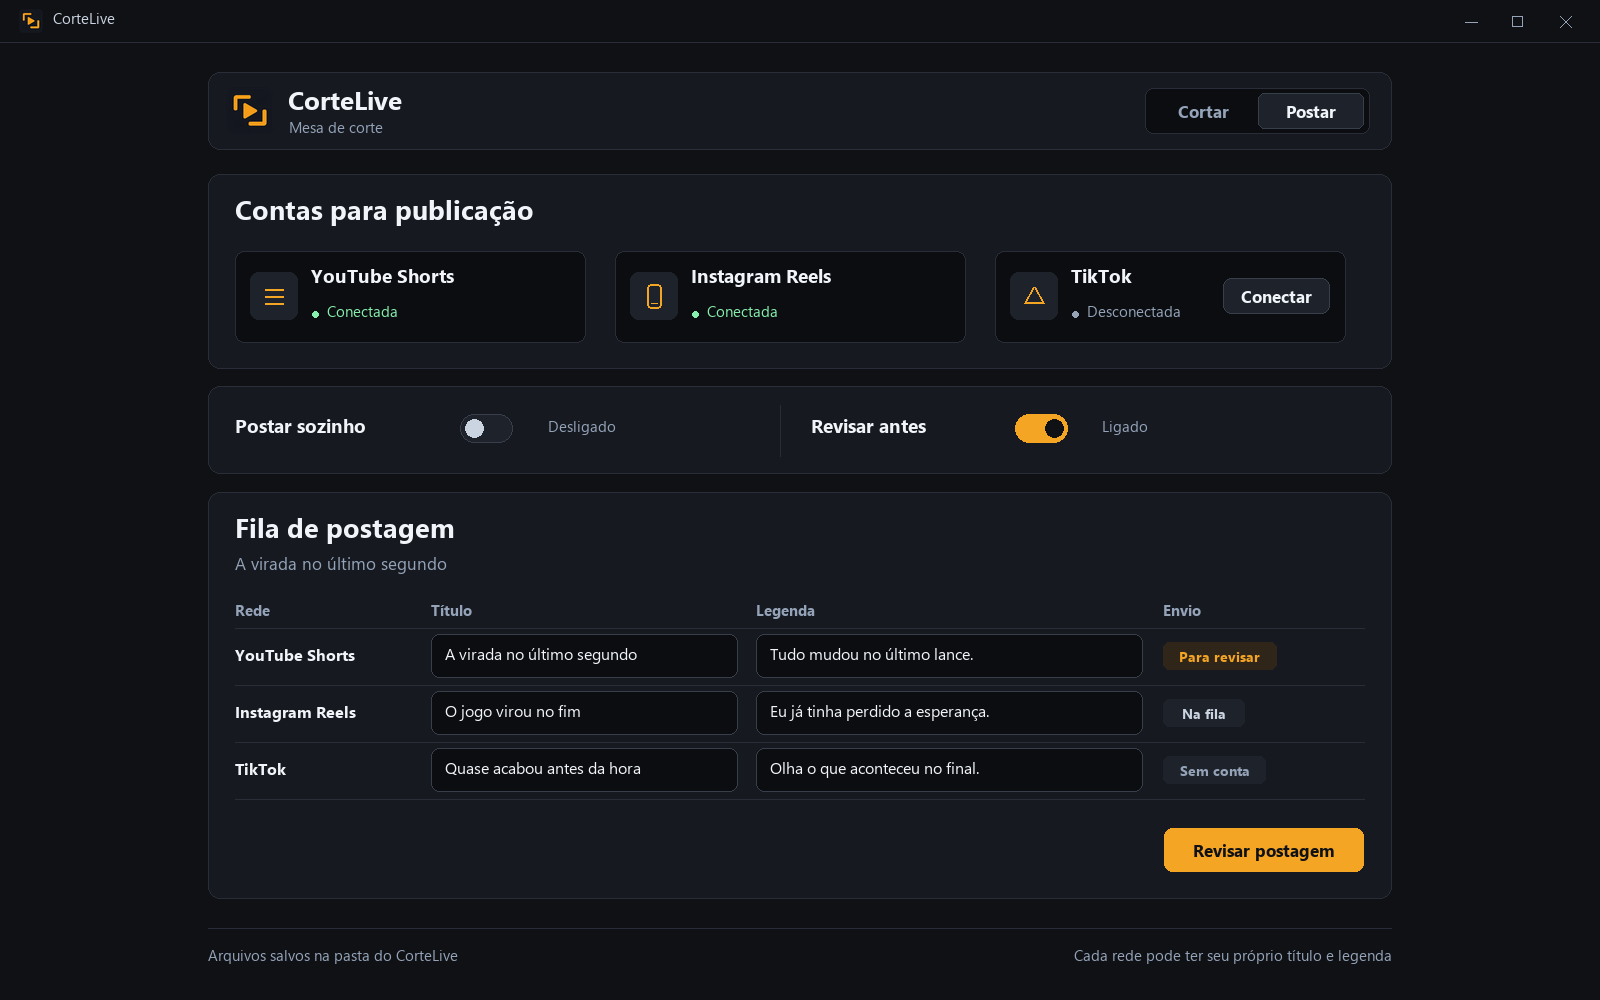 CorteLive
CorteLive
Mesa de corte
Cortar
Postar
Contas para publicação
YouTube Shorts
Conectada
Instagram Reels
Conectada
TikTok
Desconectada
Conectar
Postar sozinho
Desligado
Revisar antes
Ligado
Fila de postagem
A virada no último segundo
Rede Título Legenda Envio
YouTube Shorts A virada no último segundo Tudo mudou no último lance. Para revisar
Instagram Reels O jogo virou no fim Eu já tinha perdido a esperança. Na fila
TikTok Quase acabou antes da hora Olha o que aconteceu no final. Sem conta
Revisar postagem
Arquivos salvos na pasta do CorteLive
Cada rede pode ter seu próprio título e legenda